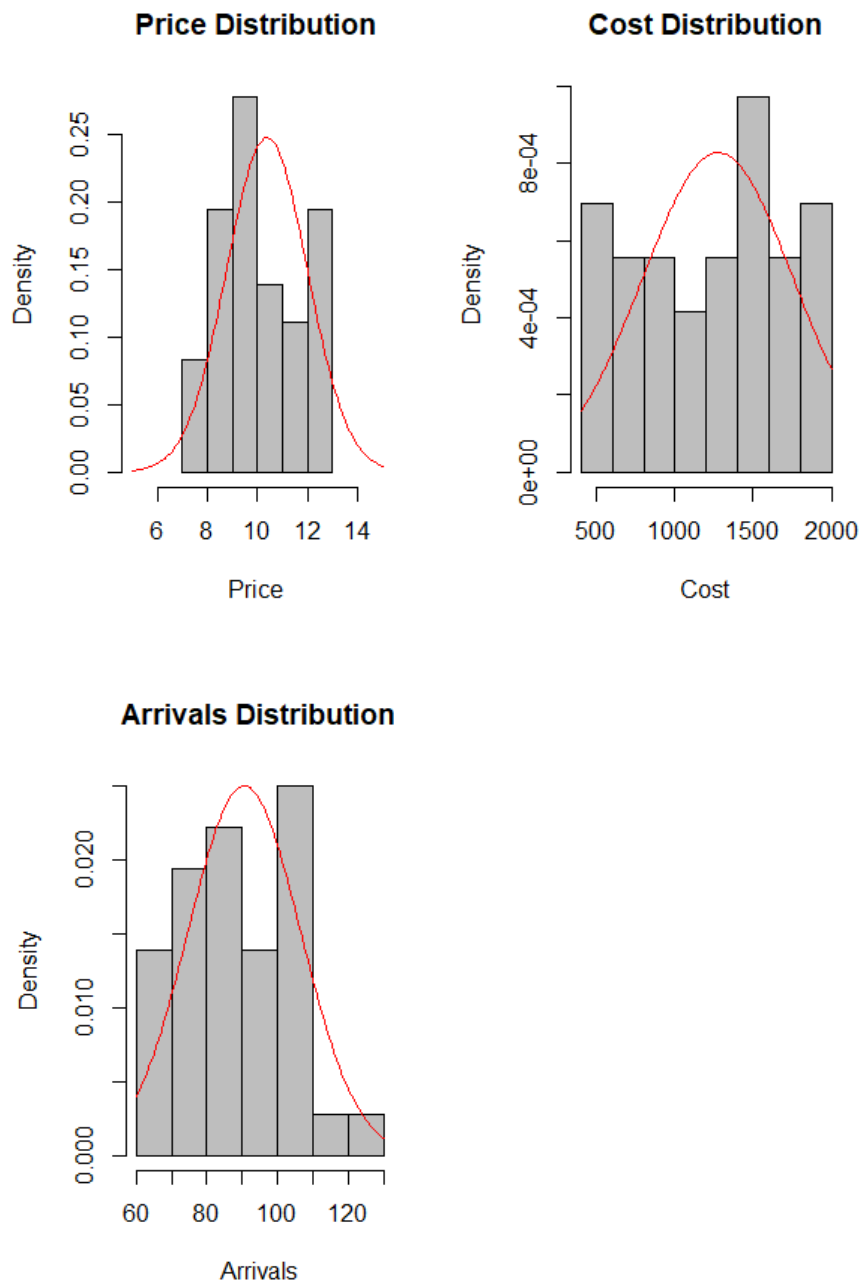 Price Distribution
Density
0.00 0.05 0.10 0.15 0.20 0.25
6 8 10 12 14
Price
Cost Distribution
Density
0e+00 4e-04 8e-04
500 1000 1500 2000
Cost
Arrivals Distribution
Density
0.000 0.010 0.020
60 80 100 120
Arrivals